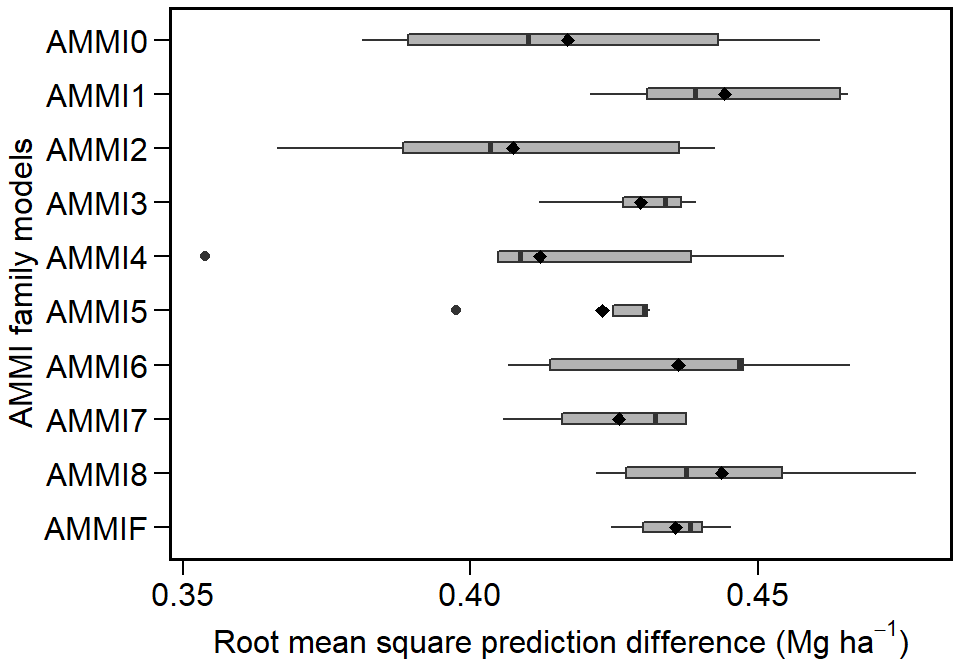 AMMI family models
AMMI0
AMMI1
AMMI2
AMMI3
AMMI4
AMMI5
AMMI6
AMMI7
AMMI8
AMMIF
0.35 0.40 0.45
Root mean square prediction difference (Mg ha⁻¹)